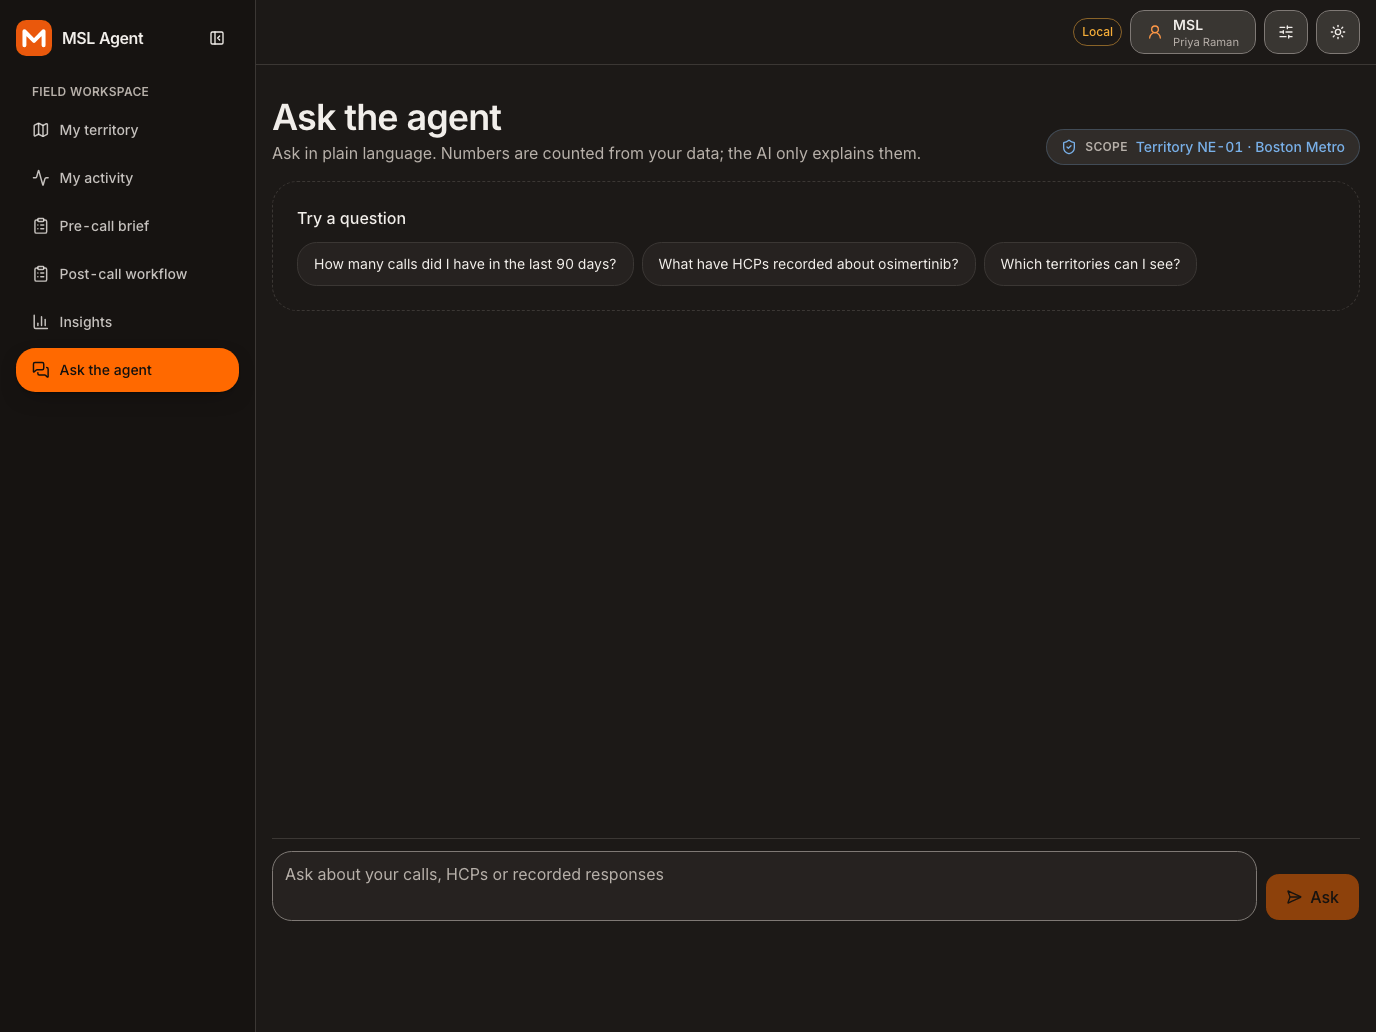 MSL Agent
FIELD WORKSPACE
My territory
My activity
Pre-call brief
Post-call workflow
Insights
Ask the agent
Local
MSL
Priya Raman
Ask the agent
Ask in plain language. Numbers are counted from your data; the AI only explains them.
SCOPE Territory NE-01 · Boston Metro
Try a question
How many calls did I have in the last 90 days?
What have HCPs recorded about osimertinib?
Which territories can I see?
Ask about your calls, HCPs or recorded responses
Ask